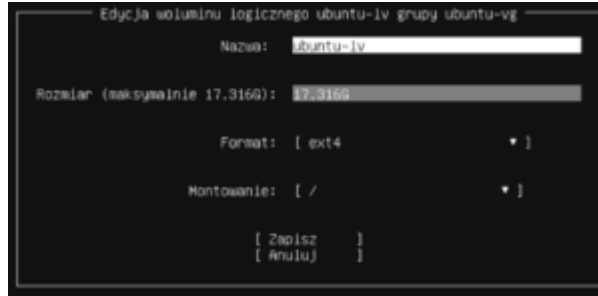 Edycja woluminu logicznego ubuntu-lv grupy ubuntu-vg
Nazwa: ubuntu-lv
Rozmiar (maksymalnie 17.316G): 17.316G
Format: [ ext4 ▾ ]
Montowanie: [ / ▾ ]
[ Zapisz ]
[ Anuluj ]